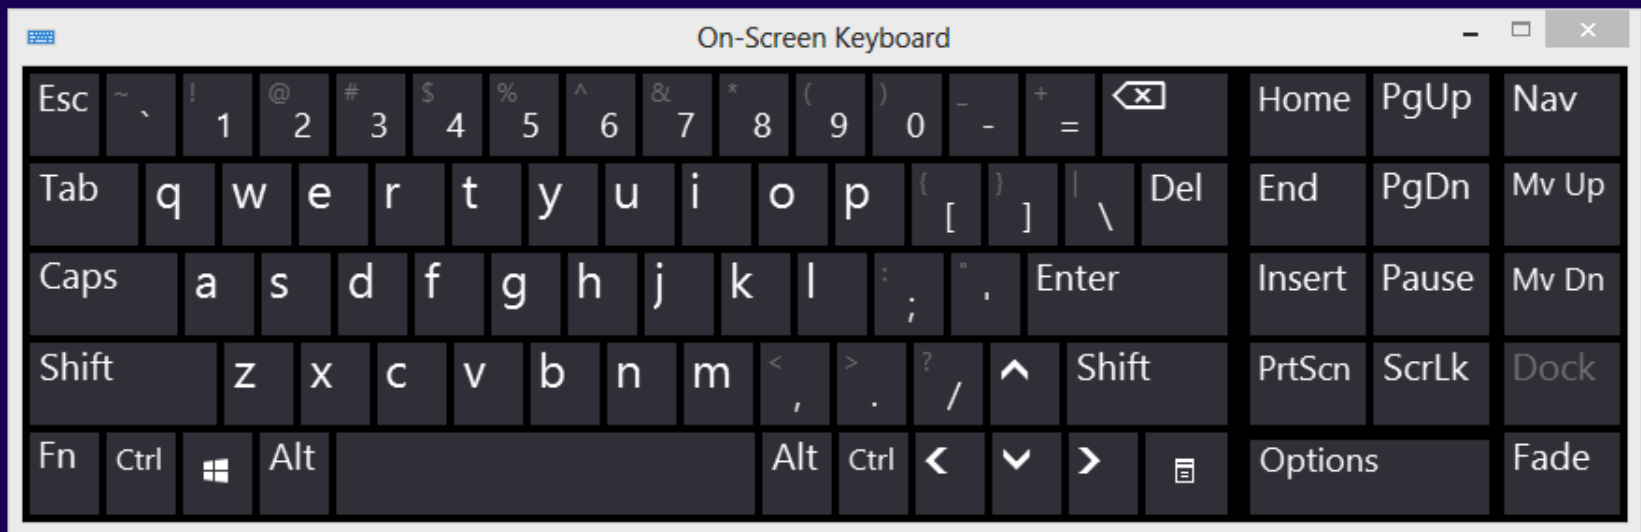 On-Screen Keyboard
Esc ~ ` ! 1 @ 2 # 3 $ 4 % 5 ^ 6 & 7 * 8 ( 9 ) 0 _ - + = Home PgUp Nav
Tab q w e r t y u i o p { [ } ] | \ Del End PgDn Mv Up
Caps a s d f g h j k l : ; " ' Enter Insert Pause Mv Dn
Shift z x c v b n m < , > . ? / Shift PrtScn ScrLk Dock
Fn Ctrl Alt Alt Ctrl Options Fade